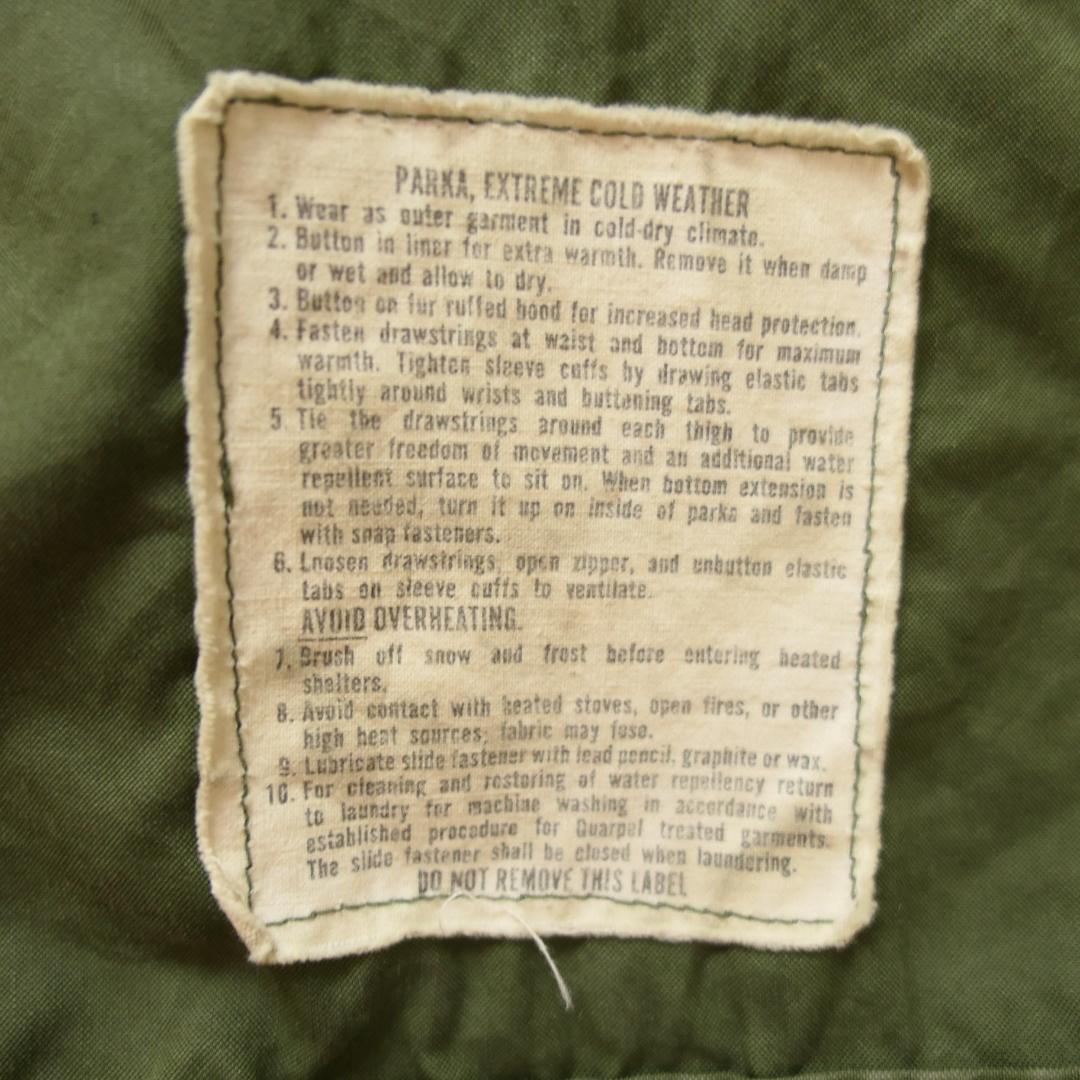 PARKA, EXTREME COLD WEATHER
1. Wear as outer garment in cold-dry climate.
2. Button in liner for extra warmth. Remove it when damp
or wet and allow to dry.
3. Button on fur ruffed hood for increased head protection.
4. Fasten drawstrings at waist and bottom for maximum
warmth. Tighten sleeve cuffs by drawing elastic tabs
tightly around wrists and buttoning tabs.
5 Tie the drawstrings around each thigh to provide
greater freedom of movement and an additional water
repellent surface to sit on. When bottom extension is
not needed, turn it up on inside of parka and fasten
with snap fasteners.
6. Loosen drawstrings, open zipper, and unbutton elastic
tabs on sleeve cuffs to ventilate.
AVOID OVERHEATING.
7. Brush off snow and frost before entering heated
shelters.
8. Avoid contact with heated stoves, open fires, or other
high heat sources; fabric may fuse.
9. Lubricate slide fastener with lead pencil, graphite or wax.
10. For cleaning and restoring of water repellency return
to laundry for machine washing in accordance with
established procedure for Quarpel treated garments.
The slide fastener shall be closed when laundering.
DO NOT REMOVE THIS LABEL